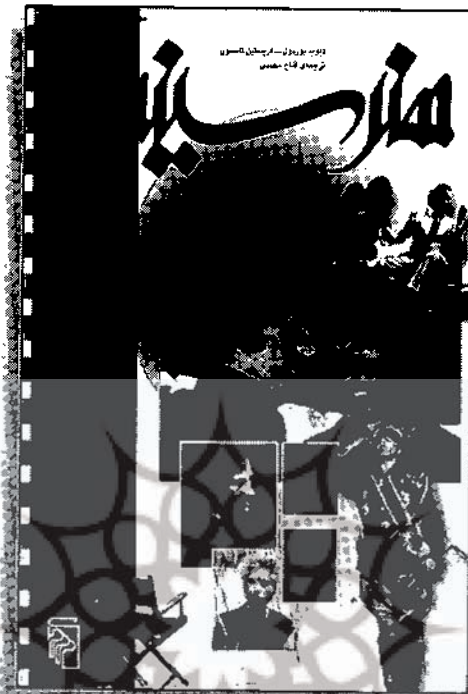 دیوید بوردول — کریستین تامسون
ترجمه‌ی فتاح محمدی
هنر سینما